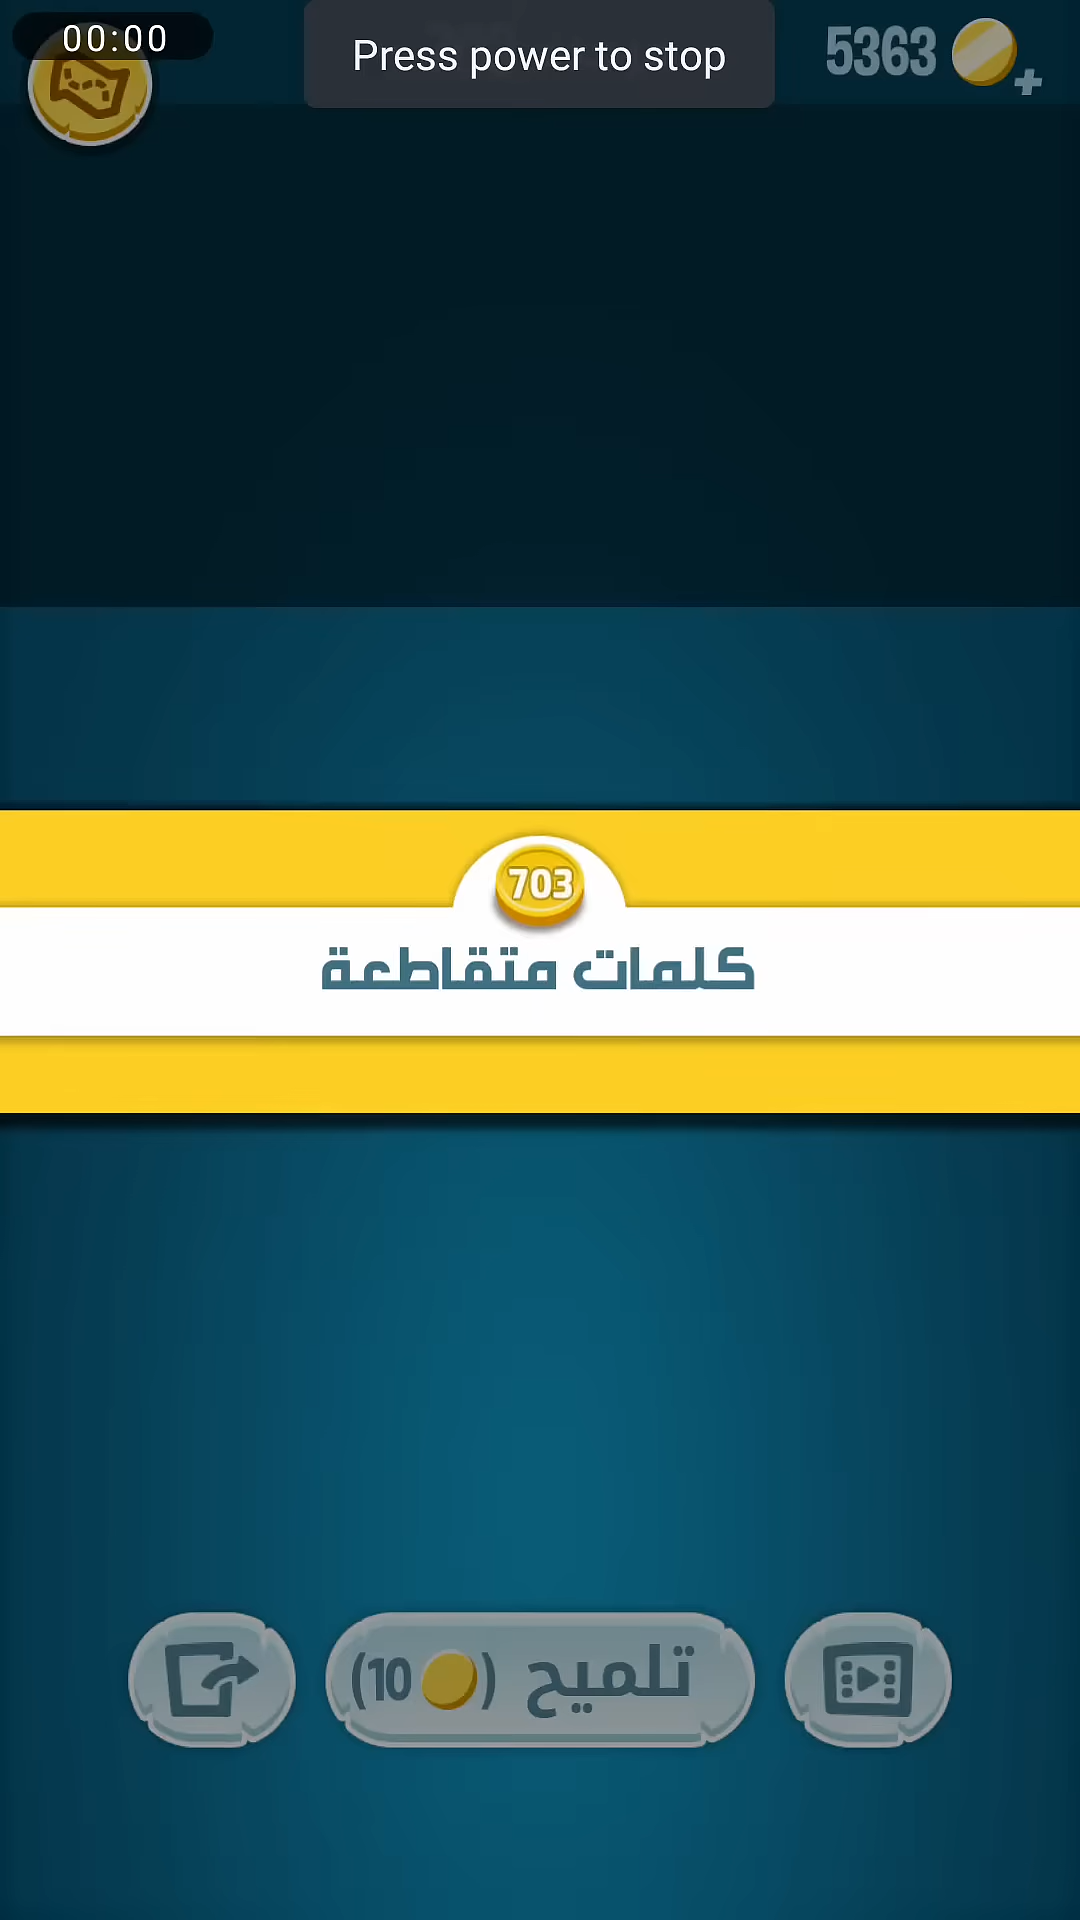 00:00
Press power to stop
5363
703
كلمات متقاطعة
تلميح (10)